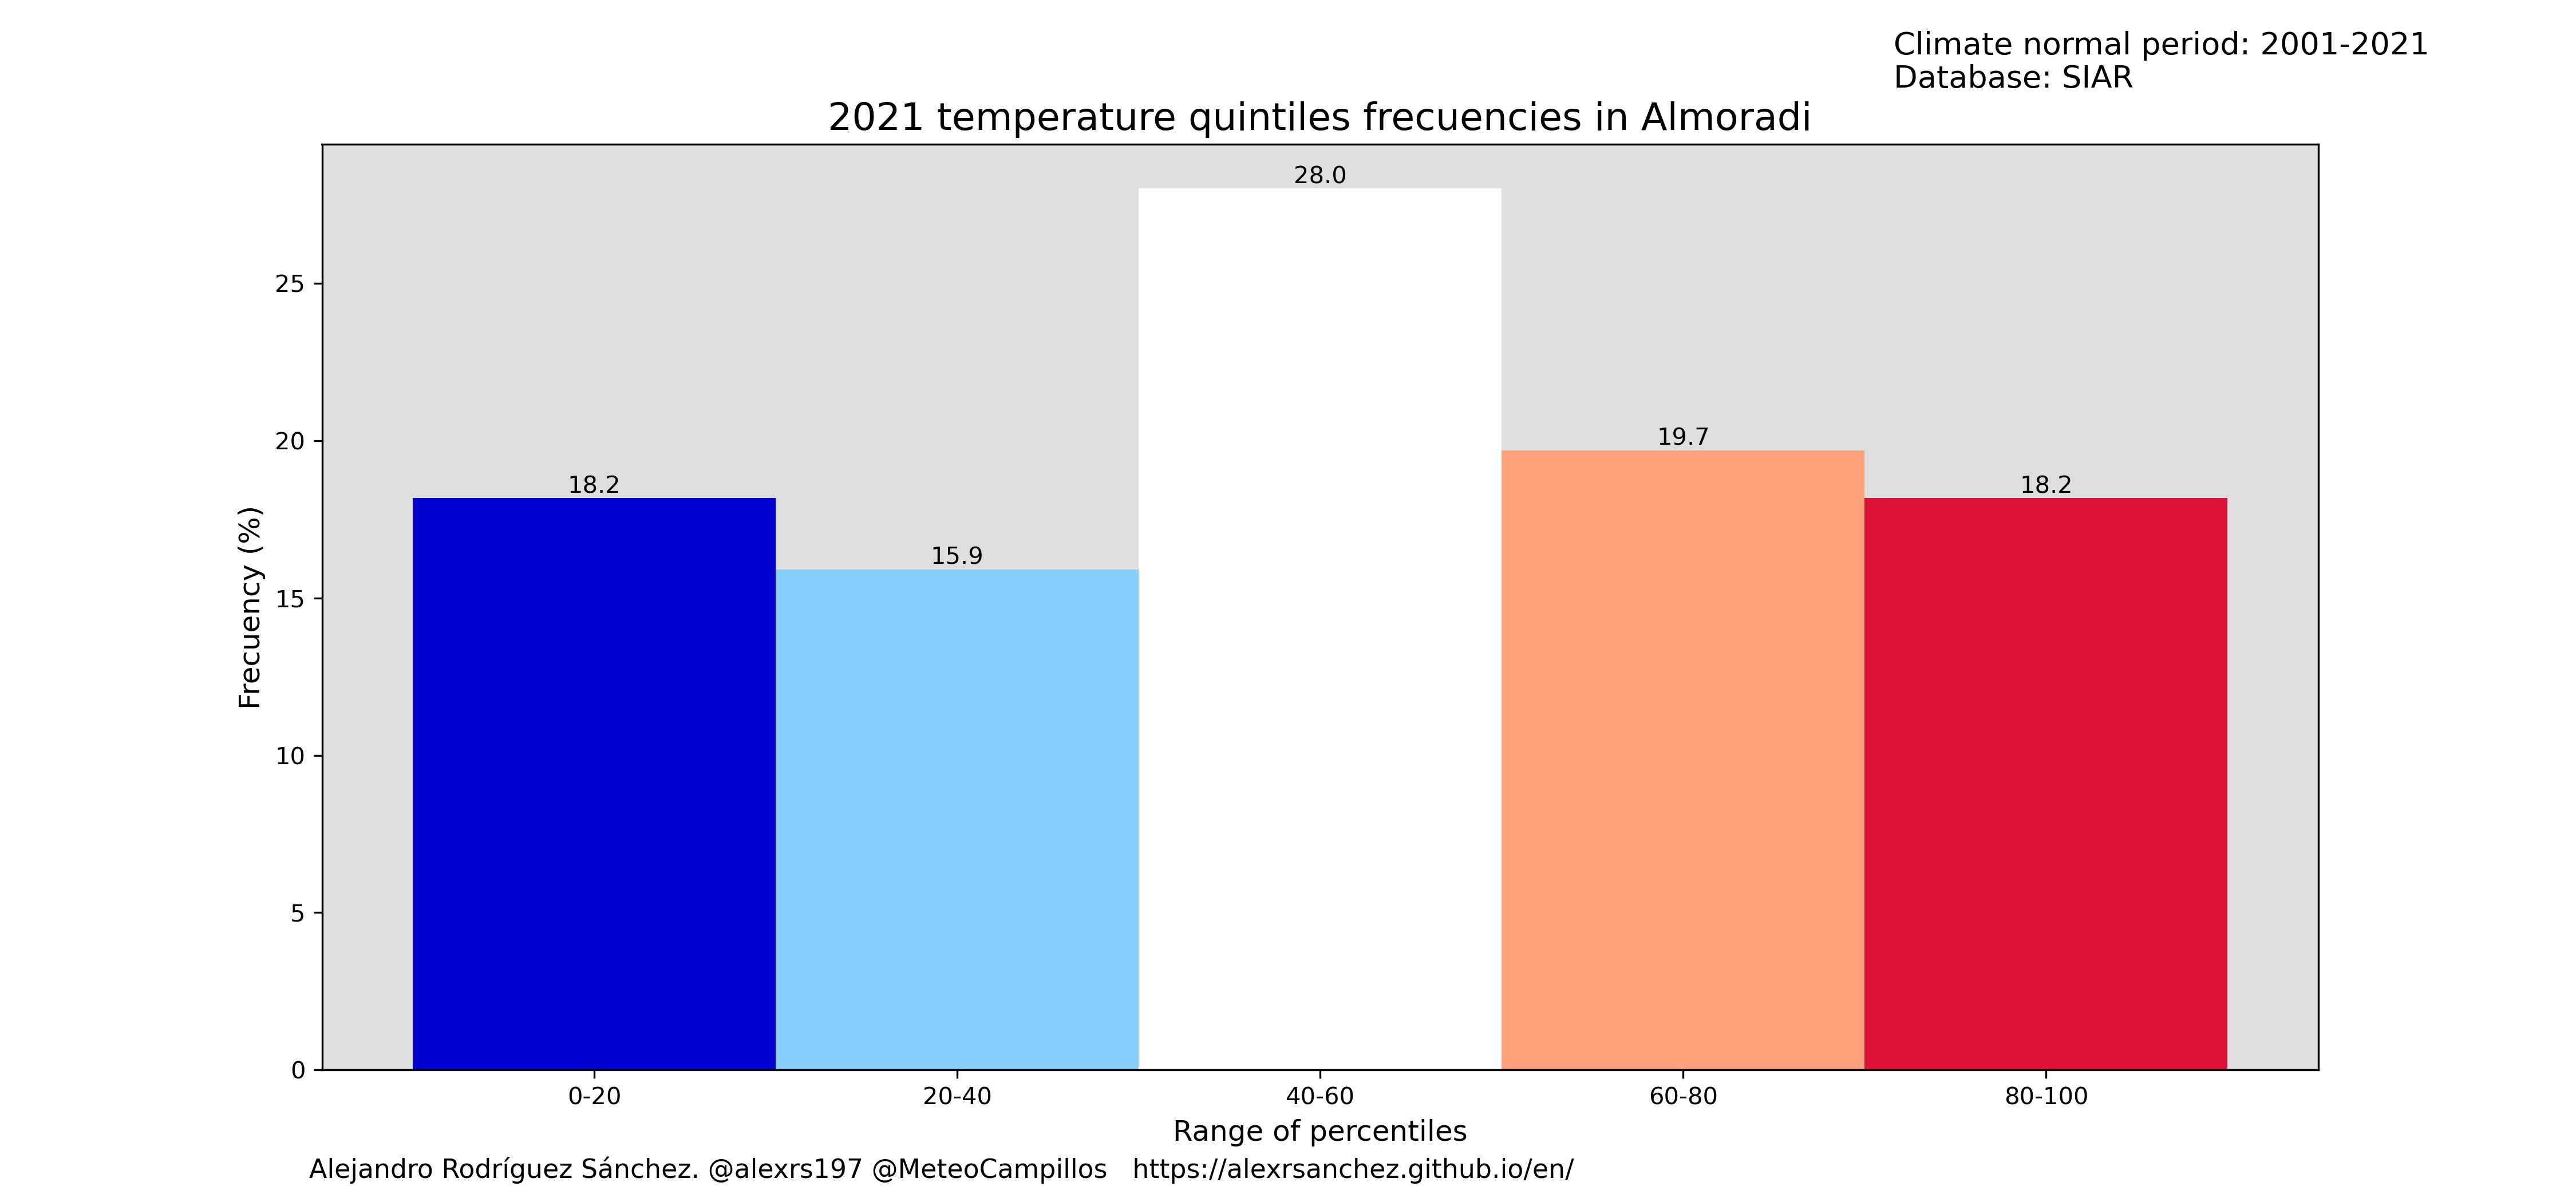 Climate normal period: 2001-2021
Database: SIAR
2021 temperature quintiles frecuencies in Almoradi
28.0
25
20
19.7
18.2
18.2
15.9
15
10
5
0
Frecuency (%)
0-20 20-40 40-60 60-80 80-100
Range of percentiles
Alejandro Rodríguez Sánchez. @alexrs197 @MeteoCampillos https://alexrsanchez.github.io/en/